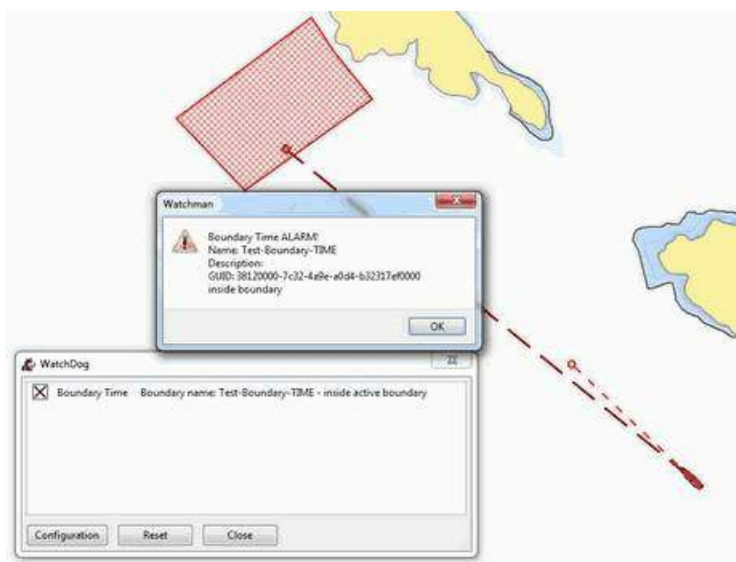 Watchman
Boundary Time ALARM!
Name: Test-Boundary-TIME
Description:
GUID: 38120000-7c32-4a9e-a0d4-b32317ef0000
inside boundary
OK
WatchDog
Boundary Time Boundary name: Test-Boundary-TIME - inside active boundary
Configuration Reset Close